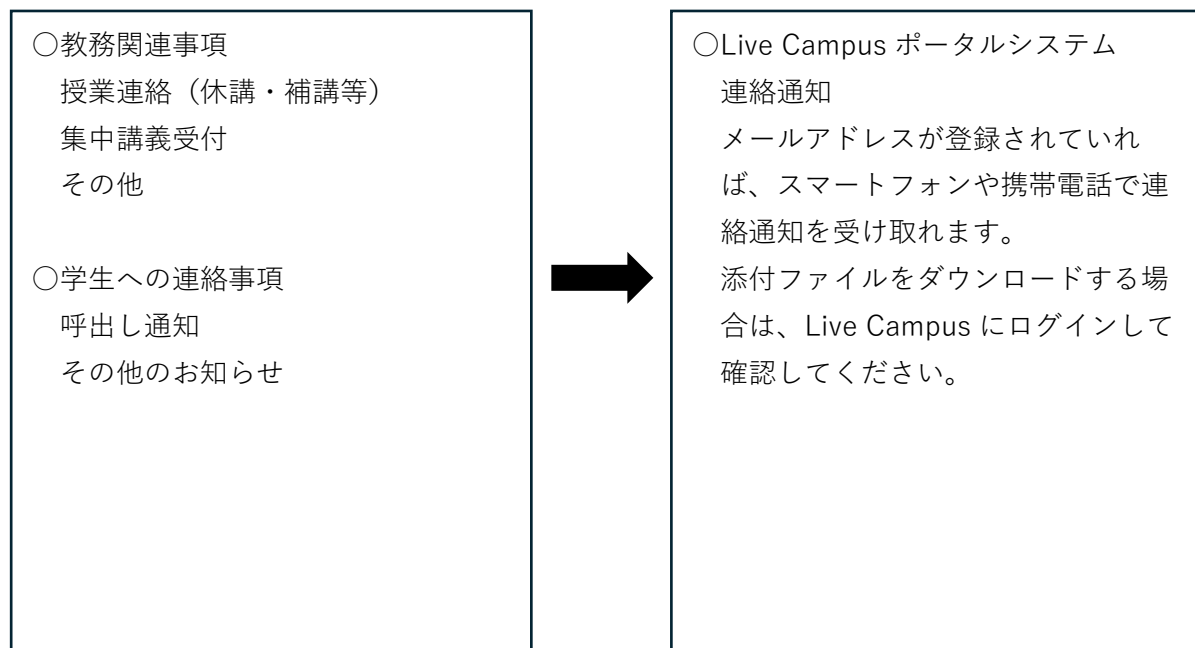 ○教務関連事項
授業連絡（休講・補講等）
集中講義受付
その他
○学生への連絡事項
呼出し通知
その他のお知らせ
○Live Campus ポータルシステム
連絡通知
メールアドレスが登録されていれ
ば、スマートフォンや携帯電話で連
絡通知を受け取れます。
添付ファイルをダウンロードする場
合は、Live Campus にログインして
確認してください。